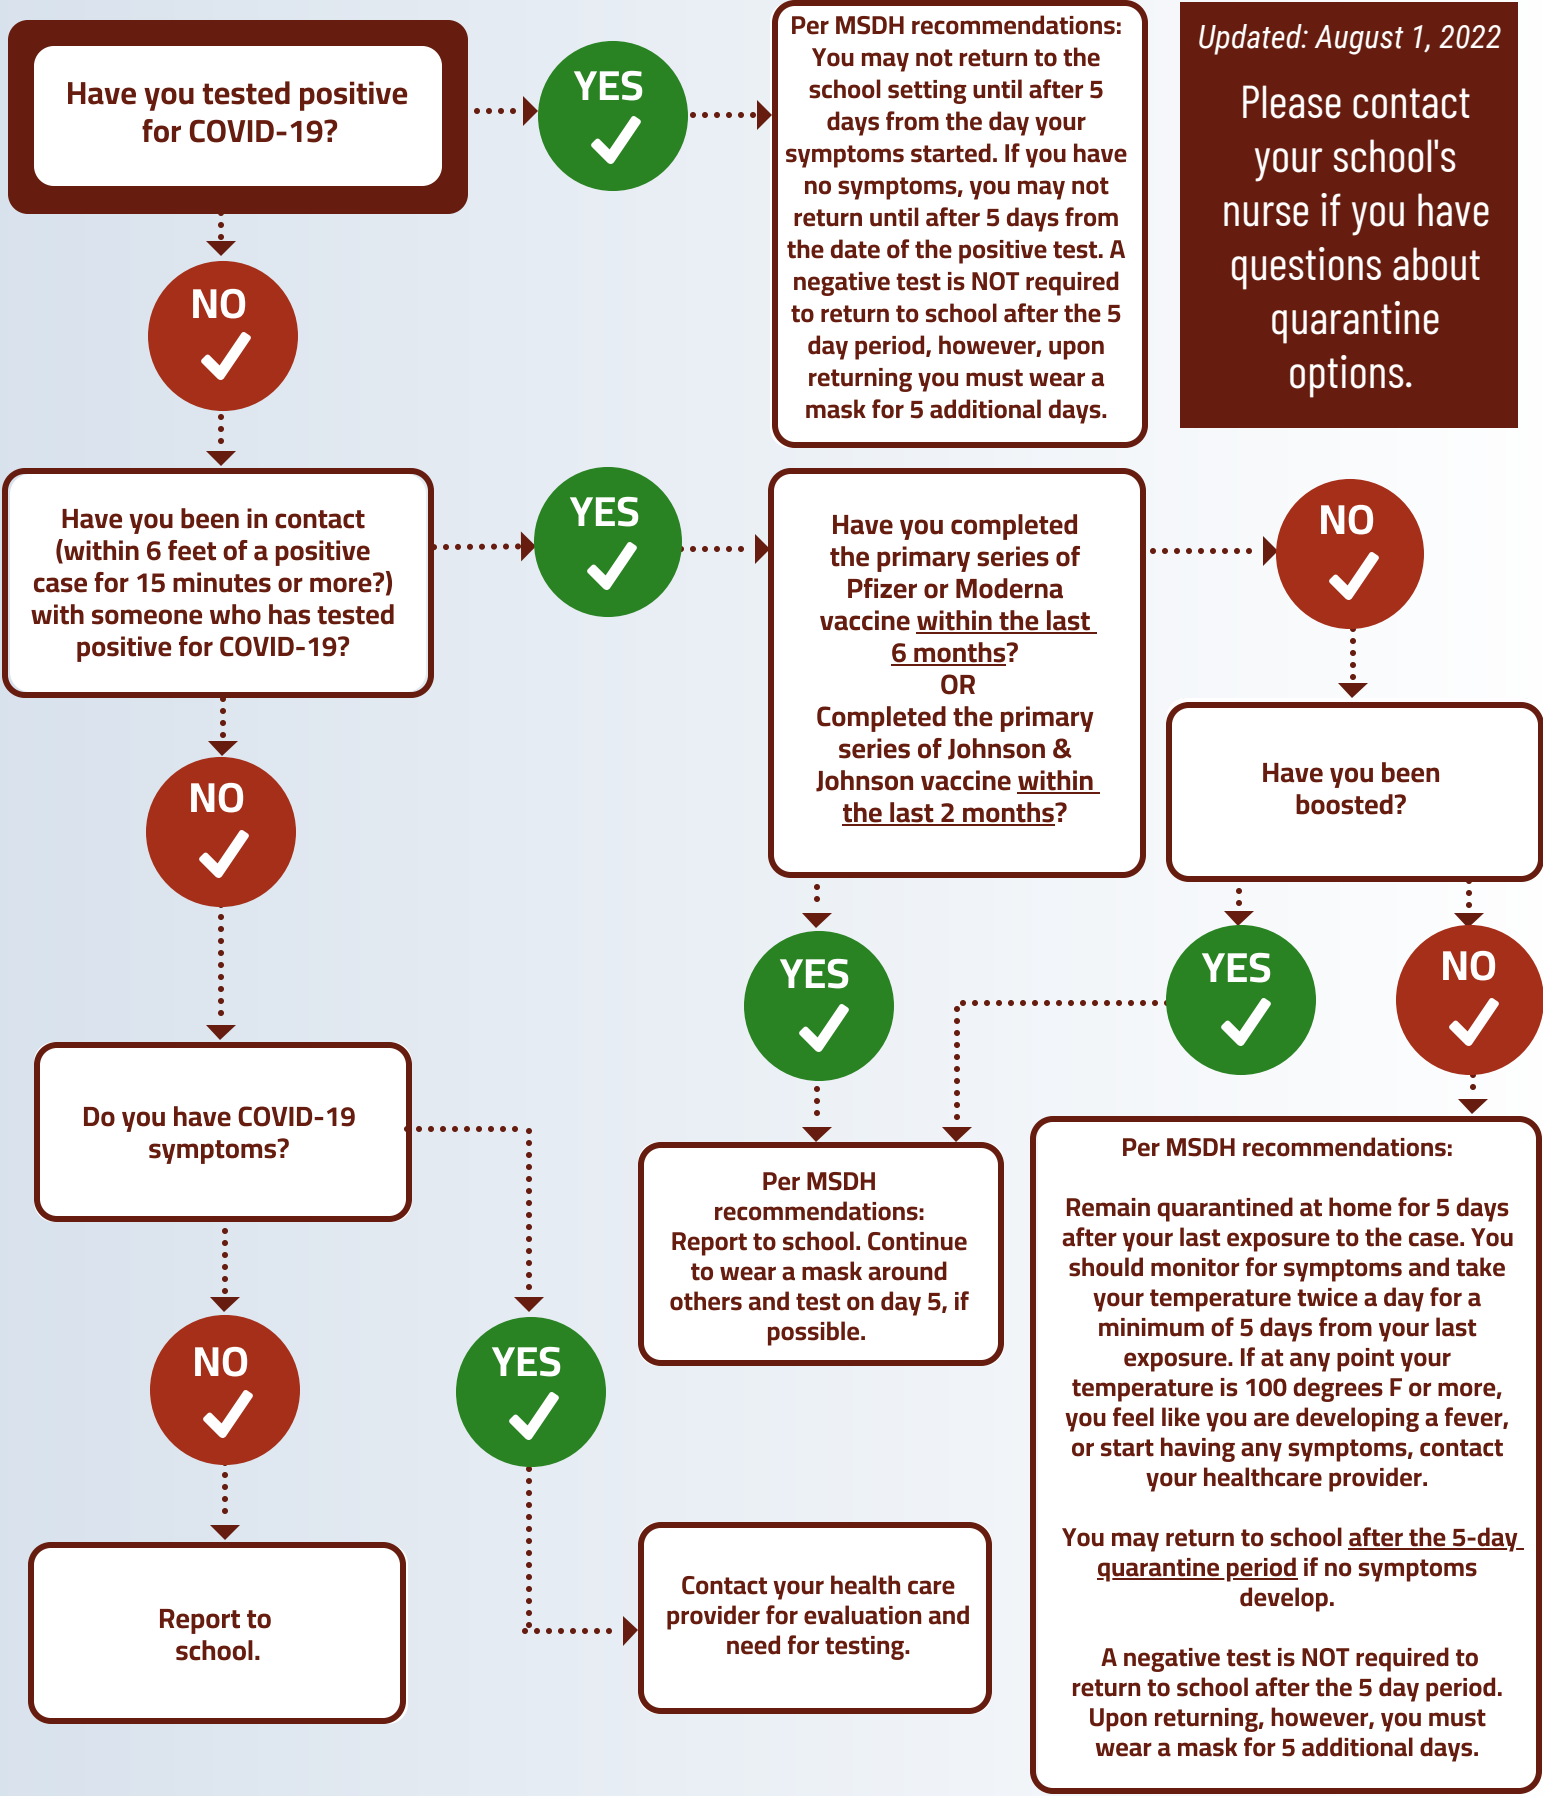 Have you tested positive
for COVID-19?
YES
Per MSDH recommendations:
You may not return to the
school setting until after 5
days from the day your
symptoms started. If you have
no symptoms, you may not
return until after 5 days from
the date of the positive test. A
negative test is NOT required
to return to school after the 5
day period, however, upon
returning you must wear a
mask for 5 additional days.
Updated: August 1, 2022
Please contact
your school's
nurse if you have
questions about
quarantine
options.
NO
Have you been in contact
(within 6 feet of a positive
case for 15 minutes or more?)
with someone who has tested
positive for COVID-19?
YES
Have you completed
the primary series of
Pfizer or Moderna
vaccine within the last
6 months?
OR
Completed the primary
series of Johnson &
Johnson vaccine within
the last 2 months?
NO
Have you been
boosted?
NO
YES
YES
NO
Do you have COVID-19
symptoms?
Per MSDH
recommendations:
Report to school. Continue
to wear a mask around
others and test on day 5, if
possible.
Per MSDH recommendations:
Remain quarantined at home for 5 days
after your last exposure to the case. You
should monitor for symptoms and take
your temperature twice a day for a
minimum of 5 days from your last
exposure. If at any point your
temperature is 100 degrees F or more,
you feel like you are developing a fever,
or start having any symptoms, contact
your healthcare provider.
You may return to school after the 5-day
quarantine period if no symptoms
develop.
A negative test is NOT required to
return to school after the 5 day period.
Upon returning, however, you must
wear a mask for 5 additional days.
NO
YES
Report to
school.
Contact your health care
provider for evaluation and
need for testing.